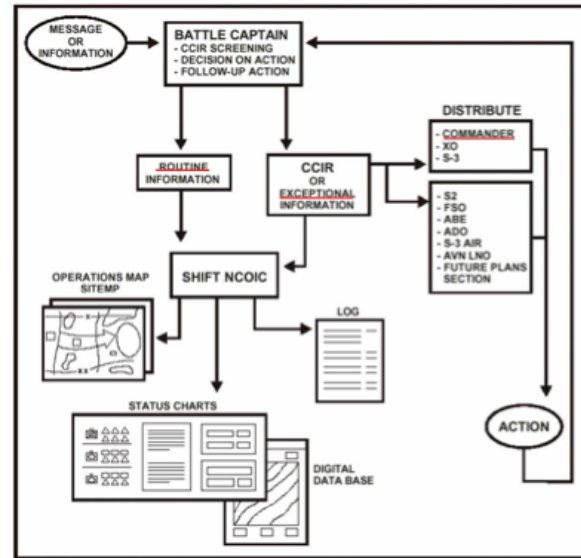 MESSAGE
OR
INFORMATION
BATTLE CAPTAIN
- CCIR SCREENING
- DECISION ON ACTION
- FOLLOW-UP ACTION
DISTRIBUTE
- COMMANDER
- XO
- S-3
ROUTINE
INFORMATION
CCIR
OR
EXCEPTIONAL
INFORMATION
- S2
- FSO
- ABE
- ADO
- S-3 AIR
- AVN LNO
- FUTURE PLANS
SECTION
OPERATIONS MAP
SITEMP
SHIFT NCOIC
LOG
STATUS CHARTS
DIGITAL
DATA BASE
ACTION